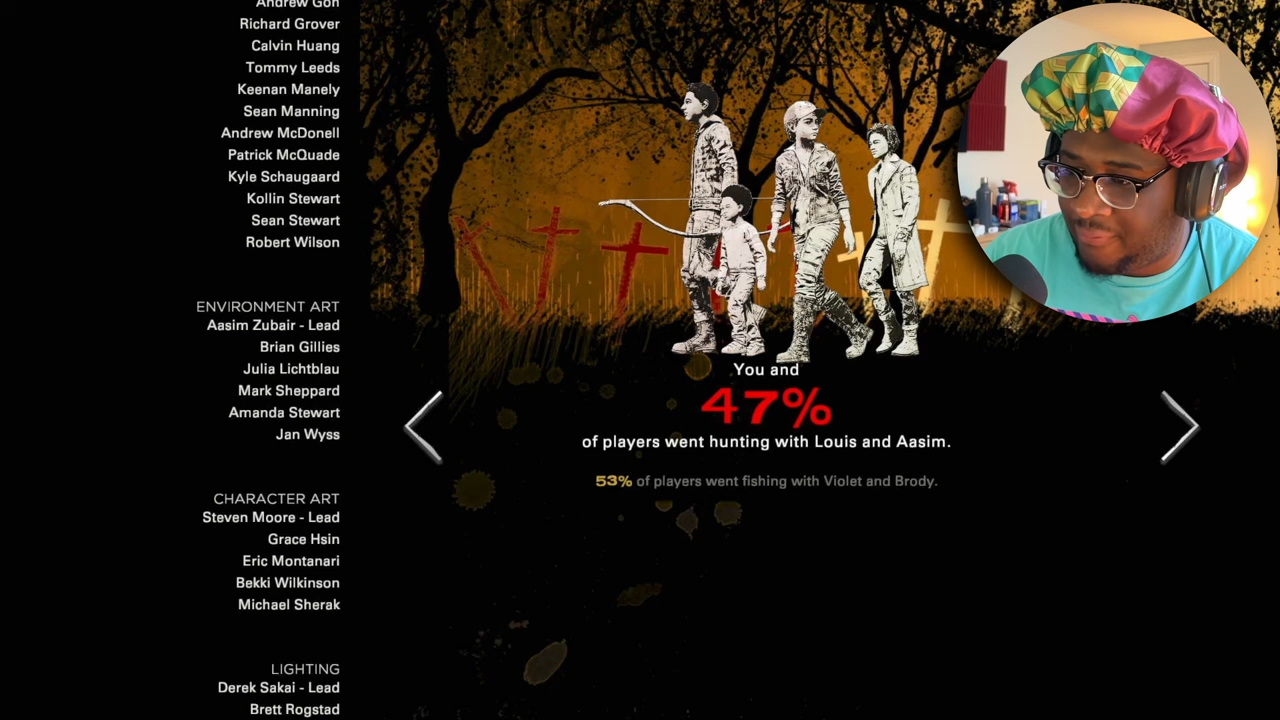 Andrew Goh
Richard Grover
Calvin Huang
Tommy Leeds
Keenan Manely
Sean Manning
Andrew McDonell
Patrick McQuade
Kyle Schaugaard
Kollin Stewart
Sean Stewart
Robert Wilson
ENVIRONMENT ART
Aasim Zubair - Lead
Brian Gillies
Julia Lichtblau
Mark Sheppard
Amanda Stewart
Jan Wyss
CHARACTER ART
Steven Moore - Lead
Grace Hsin
Eric Montanari
Bekki Wilkinson
Michael Sherak
LIGHTING
Derek Sakai - Lead
Brett Rogstad
You and
47%
of players went hunting with Louis and Aasim.
53% of players went fishing with Violet and Brody.